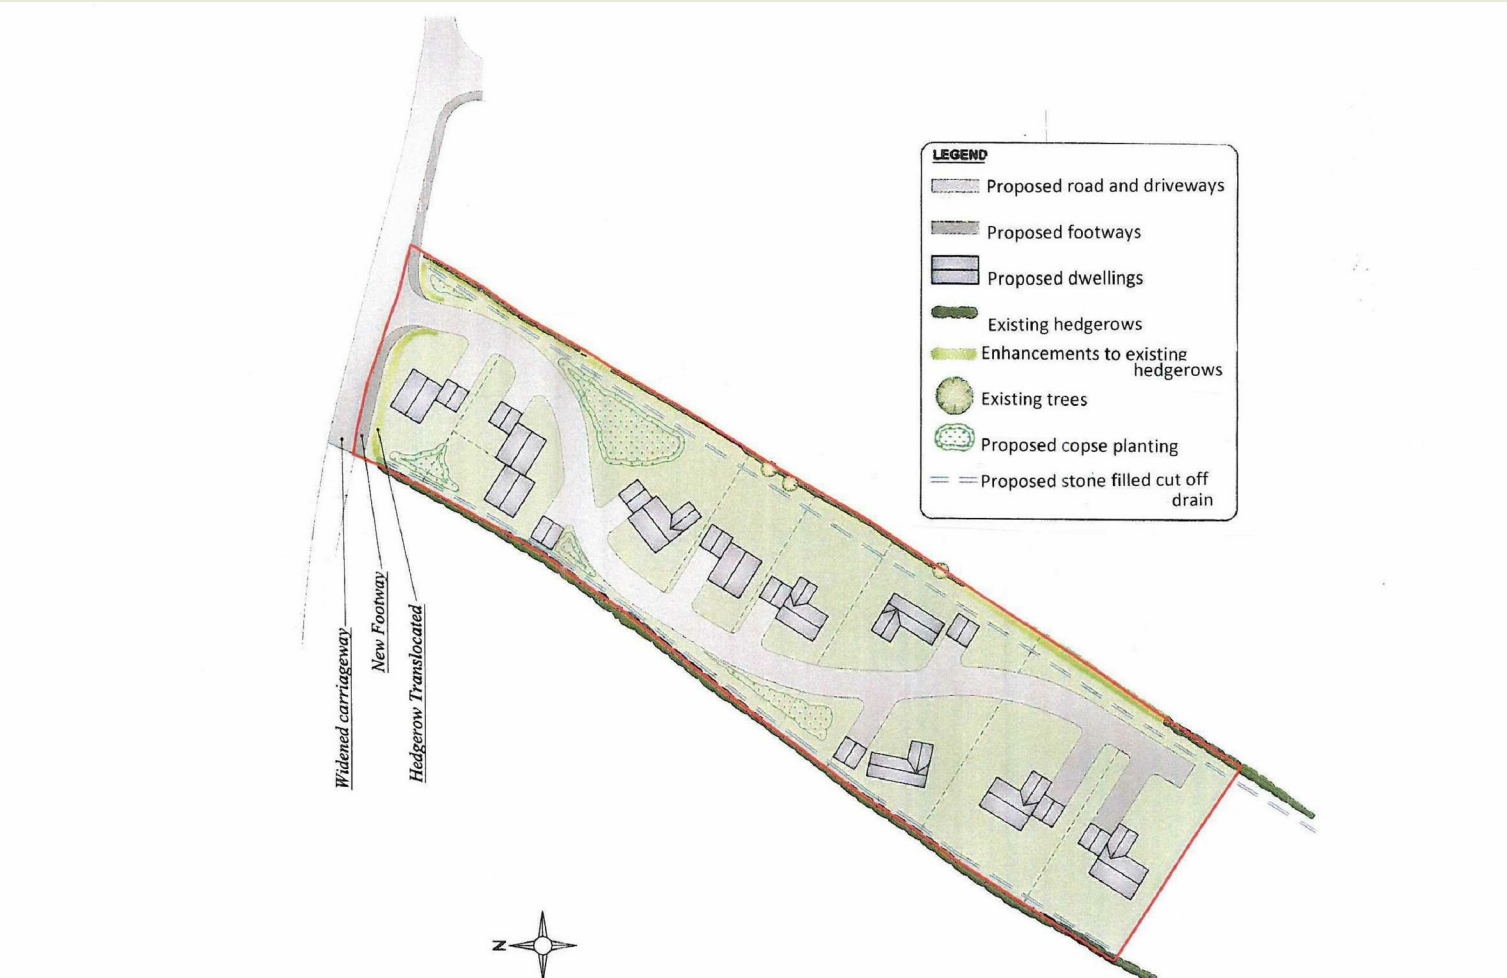 LEGEND
Proposed road and driveways
Proposed footways
Proposed dwellings
Existing hedgerows
Enhancements to existing
hedgerows
Existing trees
Proposed copse planting
Proposed stone filled cut off
drain
Widened carriageway
New Footway
Hedgerow Translocated
N